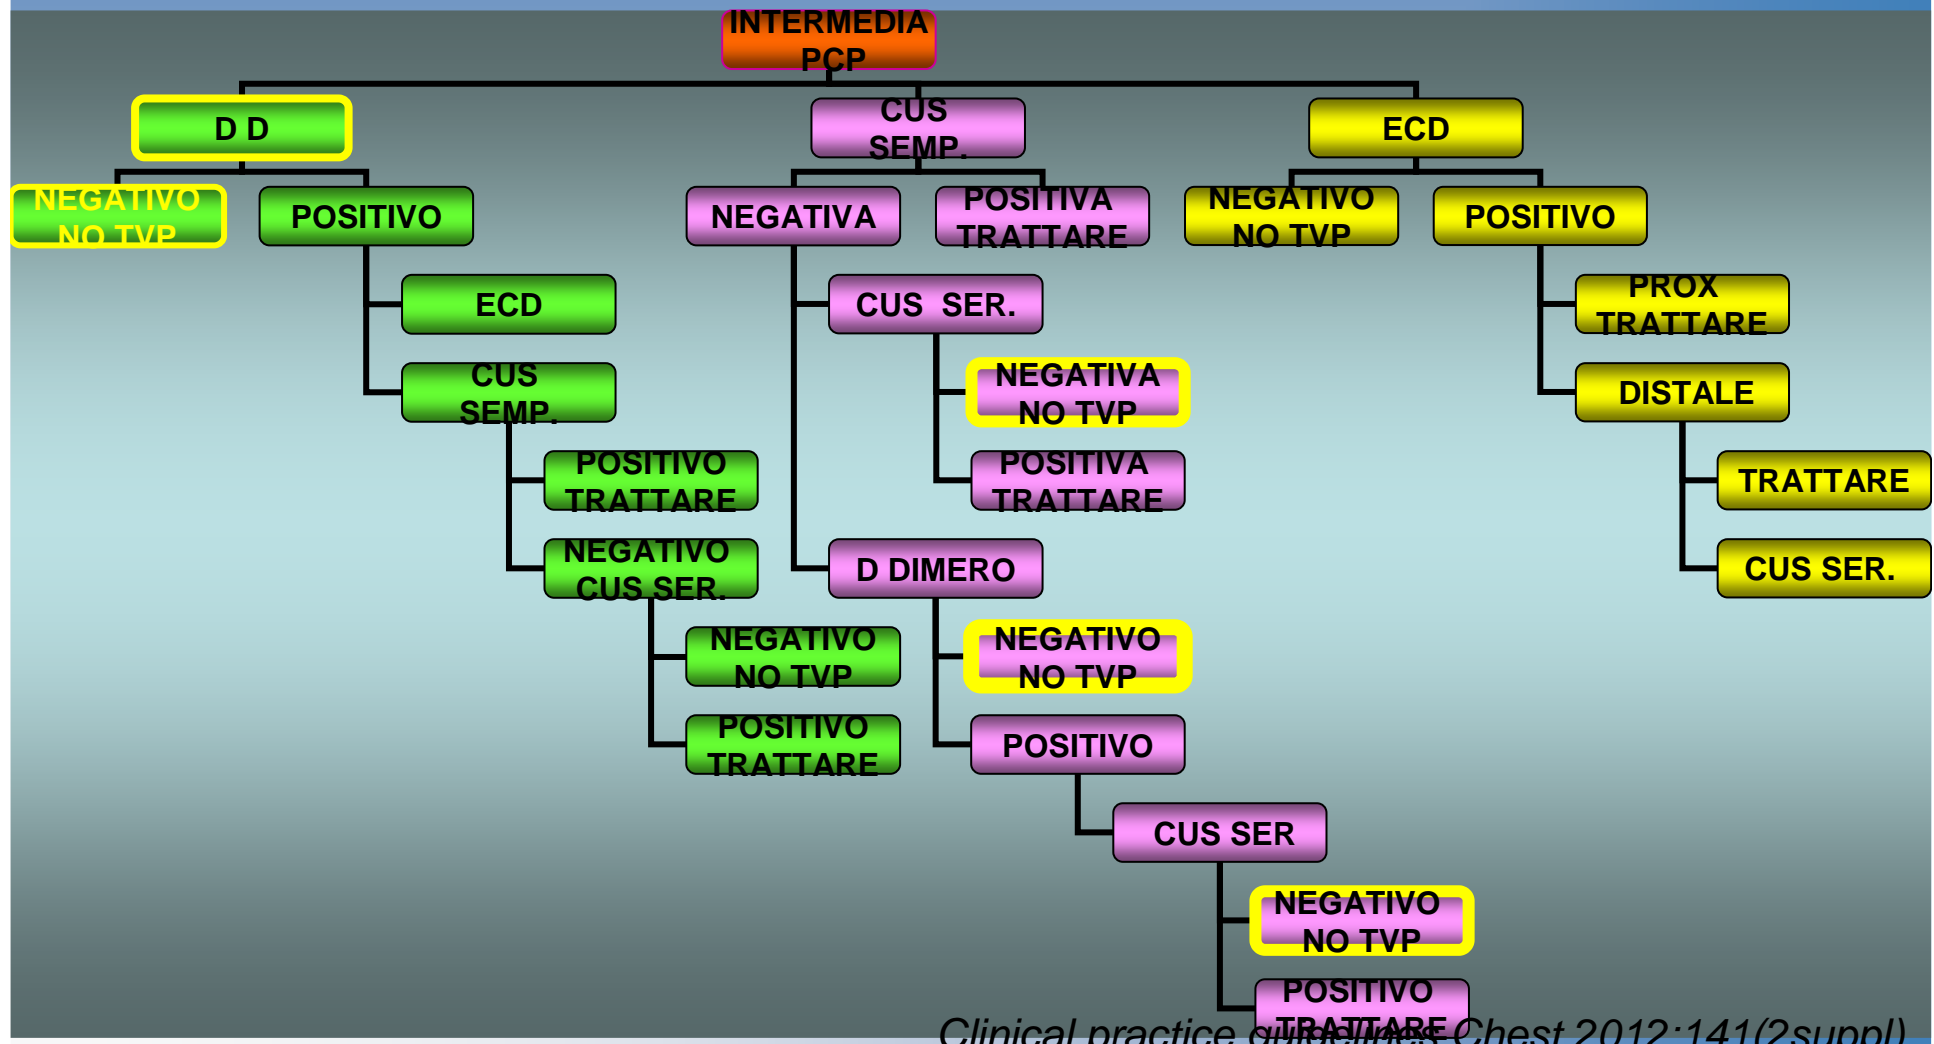 INTERMEDIA
PCP
D D
CUS
SEMP.
ECD
NEGATIVO
NO TVP
POSITIVO
NEGATIVA
POSITIVA
TRATTARE
NEGATIVO
NO TVP
POSITIVO
ECD
CUS SER.
PROX
TRATTARE
CUS
SEMP.
NEGATIVA
NO TVP
DISTALE
POSITIVO
TRATTARE
POSITIVA
TRATTARE
TRATTARE
NEGATIVO
CUS SER.
D DIMERO
CUS SER.
NEGATIVO
NO TVP
NEGATIVO
NO TVP
POSITIVO
TRATTARE
POSITIVO
CUS SER
NEGATIVO
NO TVP
POSITIVO
TRATTARE
Clinical practice guidelines Chest 2012;141(2suppl)